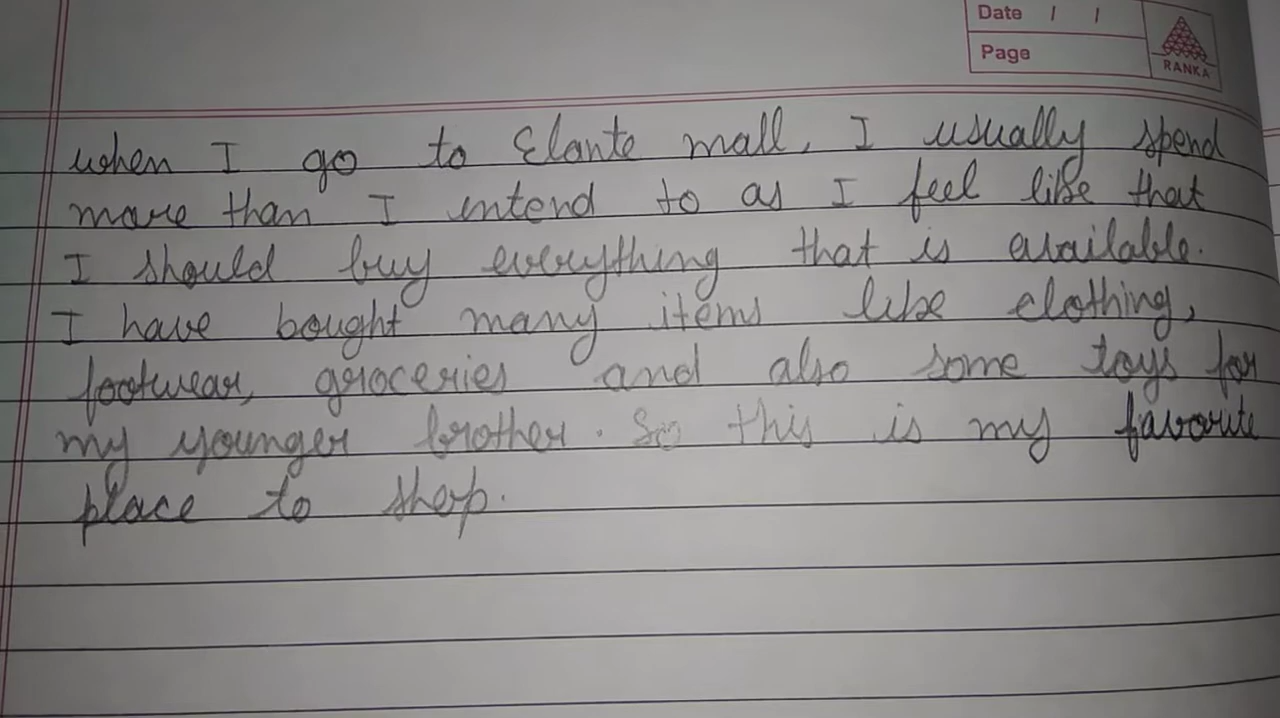 Date / /
Page
RANKA
when I go to Elante mall, I usually spend
more than I intend to as I feel like that
I should buy everything that is available.
I have bought many items like clothing,
footwear, groceries and also some toys for
my younger brother. So this is my favorite
place to shop.